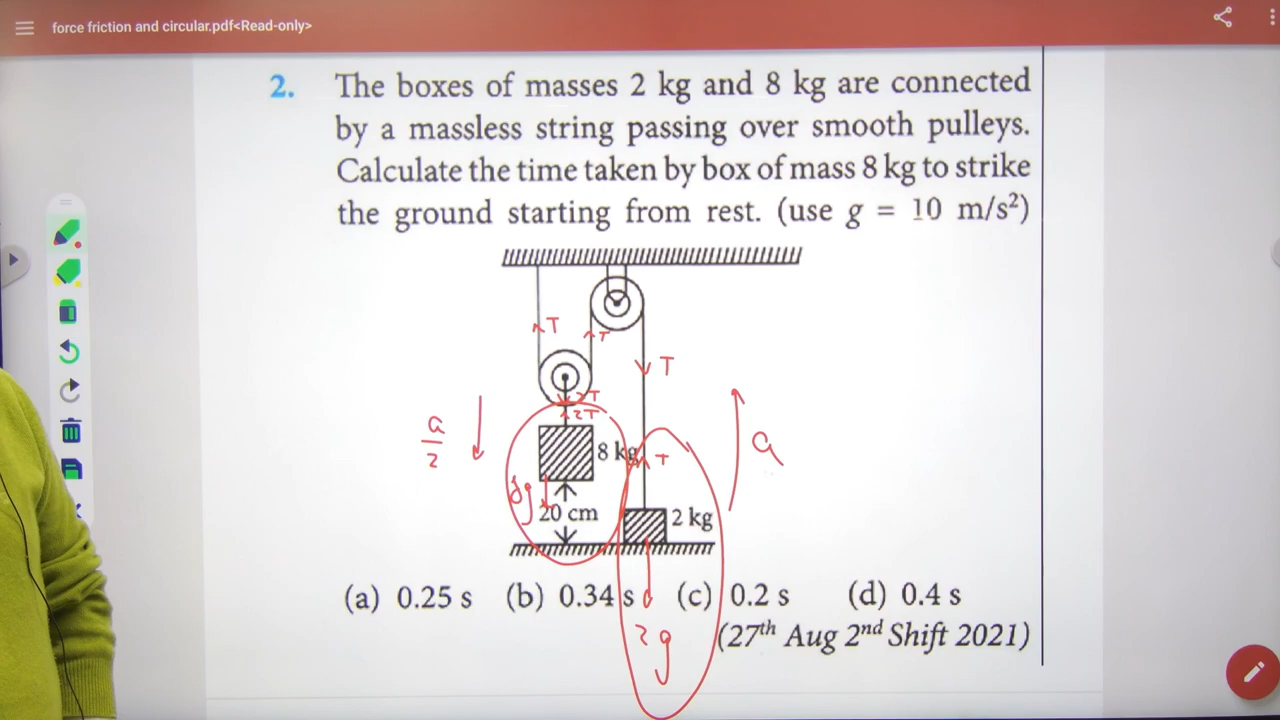 force friction and circular.pdf<Read-only>
2. The boxes of masses 2 kg and 8 kg are connected
by a massless string passing over smooth pulleys.
Calculate the time taken by box of mass 8 kg to strike
the ground starting from rest. (use g = 10 m/s²)
T
T
T
2T
2T
a/2
8 kg
T
a
8g
20 cm
2 kg
(a) 0.25 s (b) 0.34 s (c) 0.2 s (d) 0.4 s
2g
(27th Aug 2nd Shift 2021)